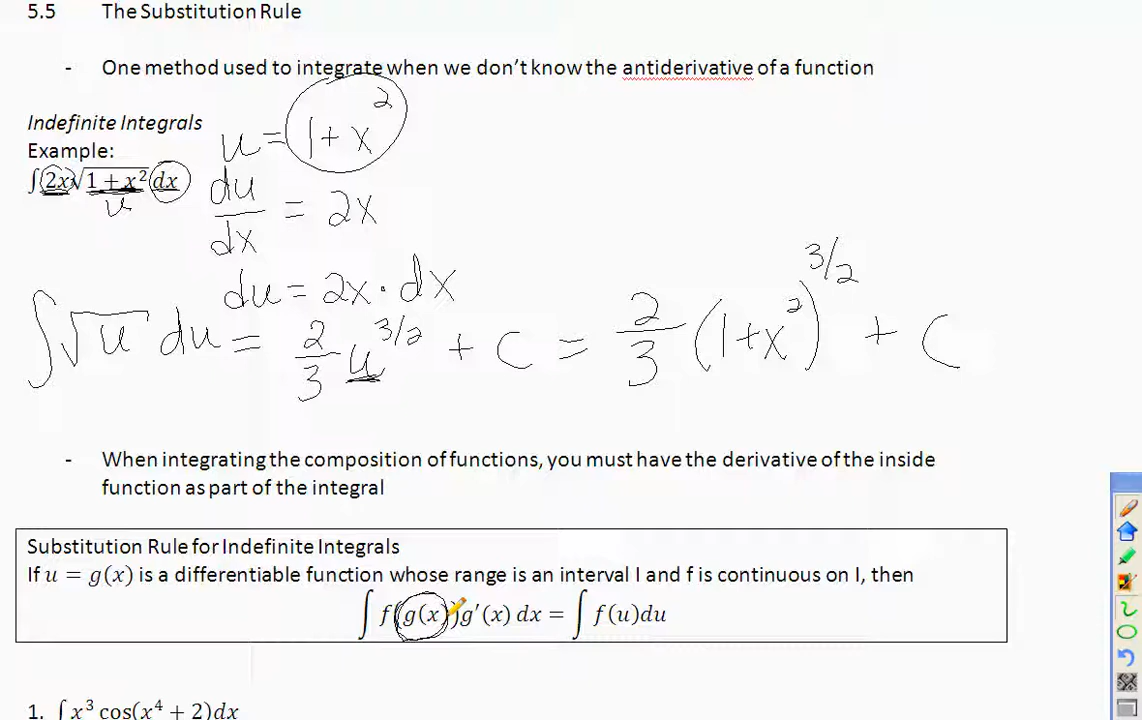 5.5 The Substitution Rule
- One method used to integrate when we don't know the antiderivative of a function
Indefinite Integrals
Example:
∫(2x)√(1 + x²) dx
u
u = 1 + x²
du/dx = 2x
du = 2x · dx
∫√u du = 2/3 u^(3/2) + C = 2/3 (1+x²)^(3/2) + C
- When integrating the composition of functions, you must have the derivative of the inside
function as part of the integral
Substitution Rule for Indefinite Integrals
If u = g(x) is a differentiable function whose range is an interval I and f is continuous on I, then
∫ f(g(x))g'(x) dx = ∫ f(u)du
1. ∫ x³ cos(x⁴ + 2)dx